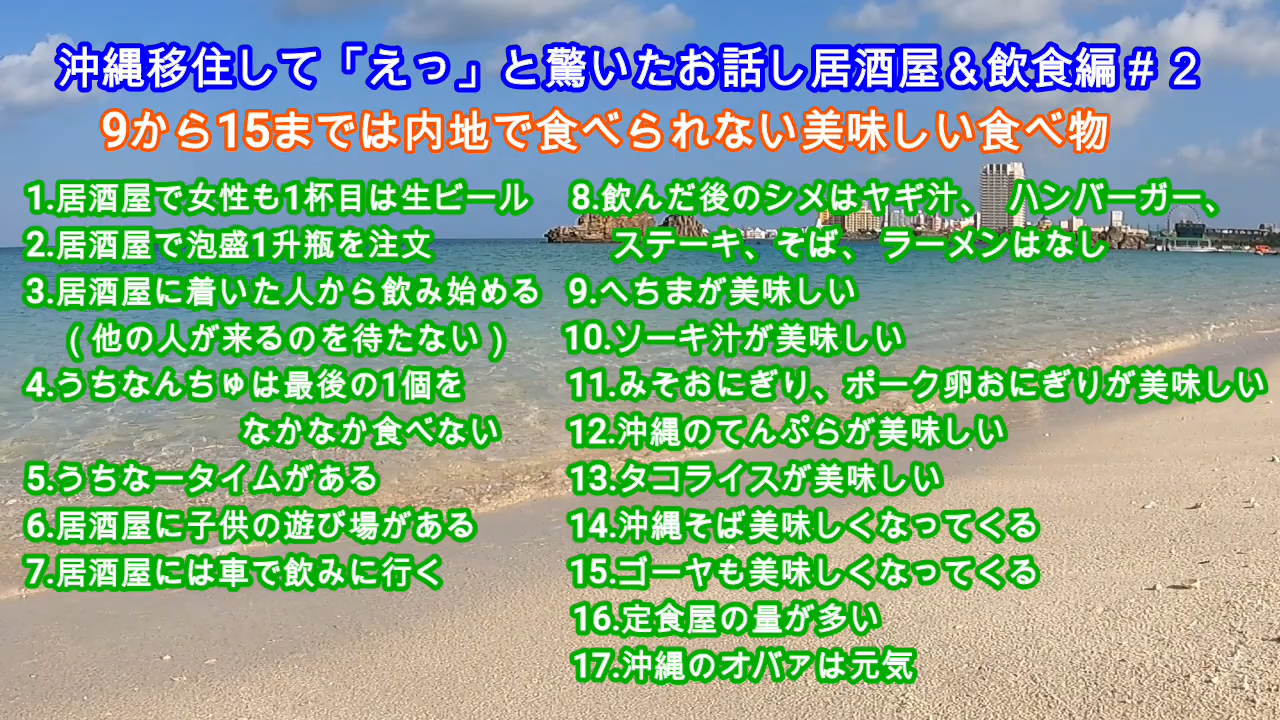 沖縄移住して「えっ」と驚いたお話し居酒屋＆飲食編＃２
9から15までは内地で食べられない美味しい食べ物
1.居酒屋で女性も1杯目は生ビール
2.居酒屋で泡盛1升瓶を注文
3.居酒屋に着いた人から飲み始める
（他の人が来るのを待たない）
4.うちなんちゅは最後の1個を
なかなか食べない
5.うちなータイムがある
6.居酒屋に子供の遊び場がある
7.居酒屋には車で飲みに行く
8.飲んだ後のシメはヤギ汁、ハンバーガー、
ステーキ、そば、ラーメンはなし
9.へちまが美味しい
10.ソーキ汁が美味しい
11.みそおにぎり、ポーク卵おにぎりが美味しい
12.沖縄のてんぷらが美味しい
13.タコライスが美味しい
14.沖縄そば美味しくなってくる
15.ゴーヤも美味しくなってくる
16.定食屋の量が多い
17.沖縄のオバァは元気